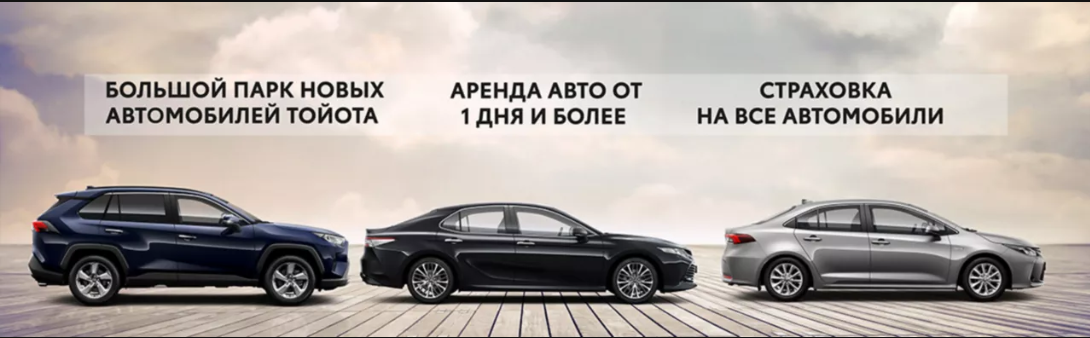 БОЛЬШОЙ ПАРК НОВЫХ
АВТОМОБИЛЕЙ ТОЙОТА
АРЕНДА АВТО ОТ
1 ДНЯ И БОЛЕЕ
СТРАХОВКА
НА ВСЕ АВТОМОБИЛИ